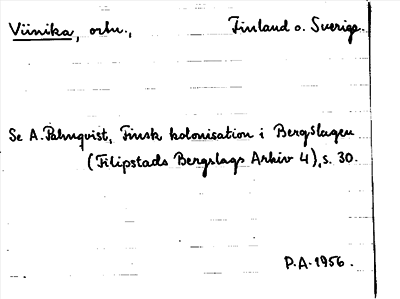 Viinika, ortn., Finland o. Sverige.
Se A. Palmqvist, Finsk kolonisation i Bergslagen
(Filipstads Bergslags Arkiv 4), s. 30.
P.A. 1956.